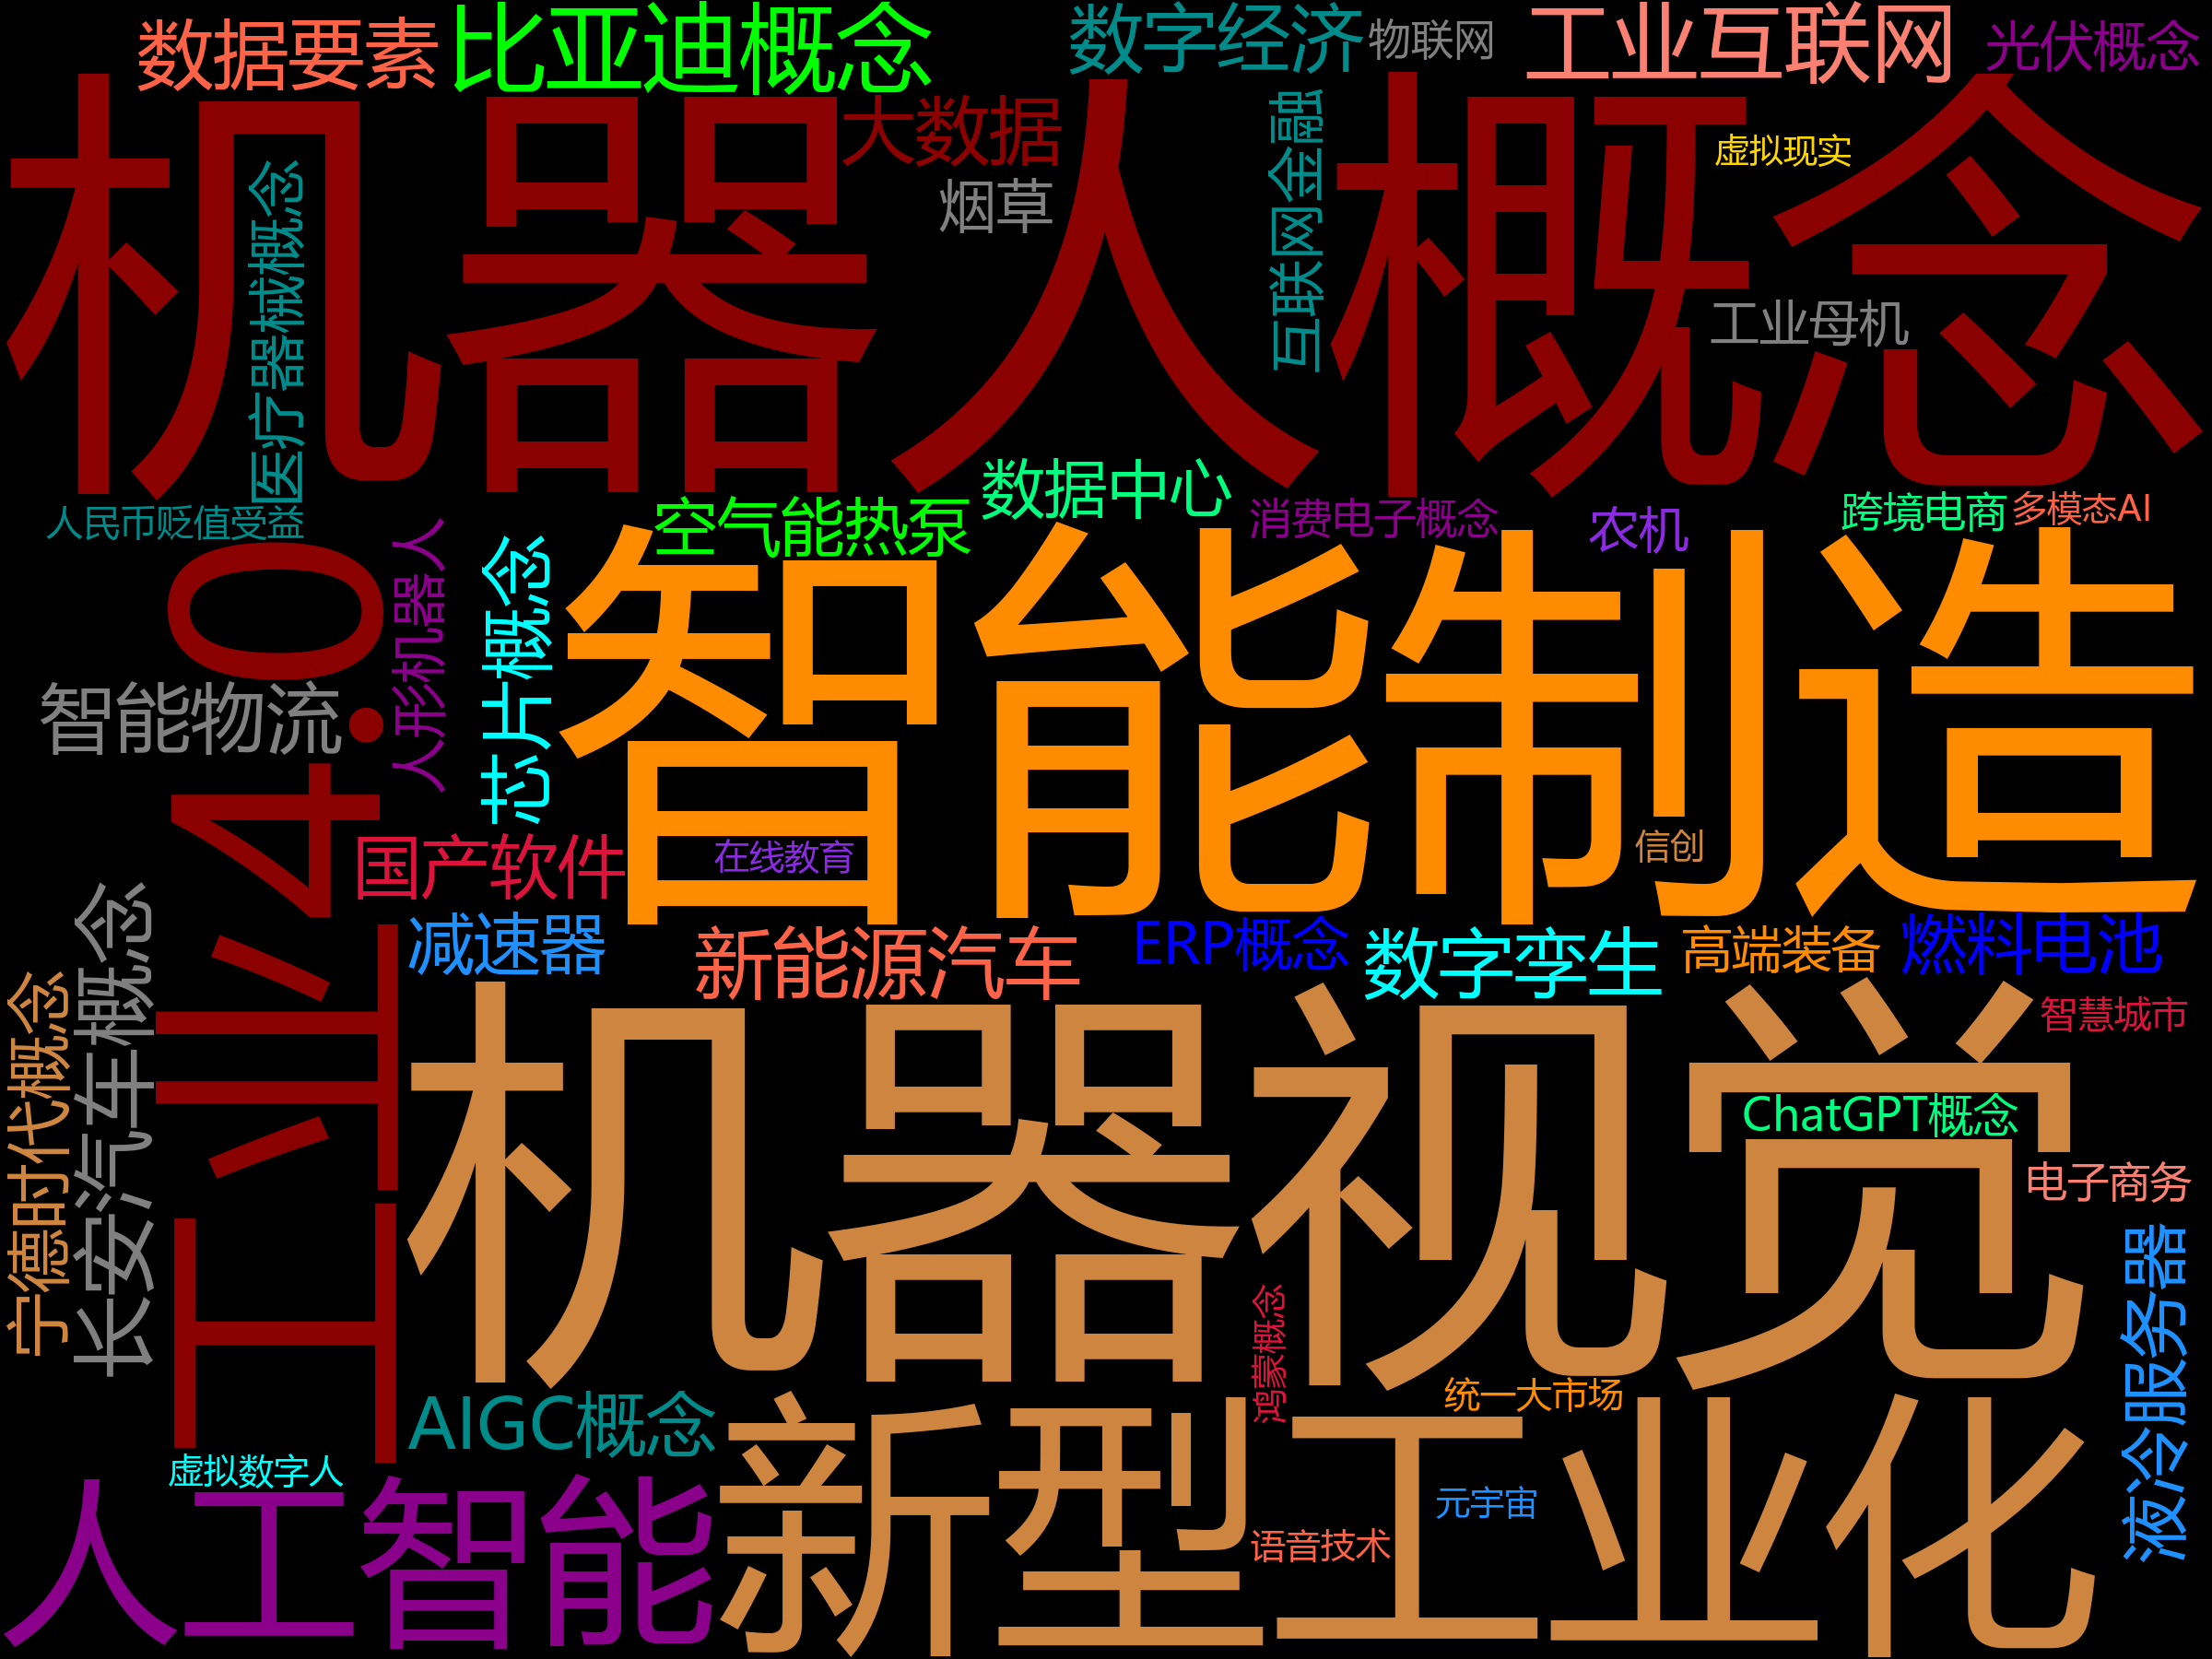 数据要素
比亚迪概念
数字经济
物联网
工业互联网
光伏概念
机器人概念
大数据
烟草
互联网金融
虚拟现实
工业母机
医疗器械概念
人民币贬值受益
空气能热泵
数据中心
消费电子概念
农机
跨境电商
多模态AI
工业4.0
人形机器人
芯片概念
智能制造
智能物流
国产软件
在线教育
信创
减速器
新能源汽车
ERP概念
数字孪生
高端装备
燃料电池
宁德时代概念
长安汽车概念
机器视觉
智慧城市
ChatGPT概念
电子商务
液冷服务器
鸿蒙概念
统一大市场
AIGC概念
虚拟数字人
人工智能
新型工业化
元宇宙
语音技术